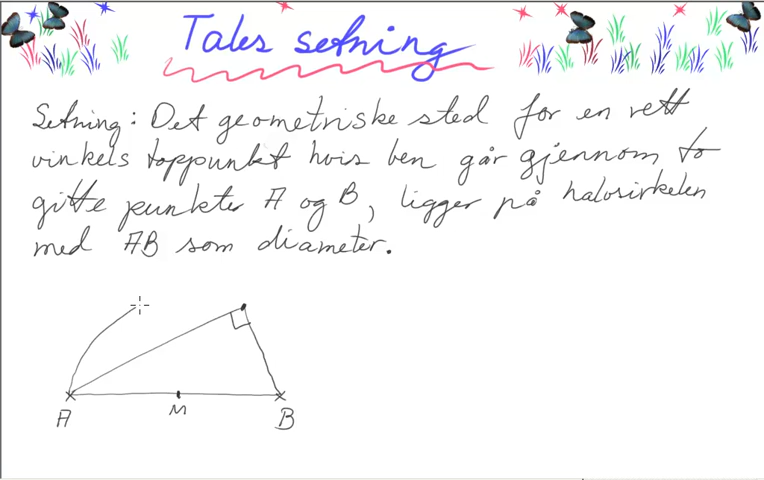 Tales setning
Setning: Det geometriske sted for en rett
vinkels toppunkt hvis ben går gjennom to
gitte punkter A og B, ligger på halvsirkelen
med AB som diameter.
A M B